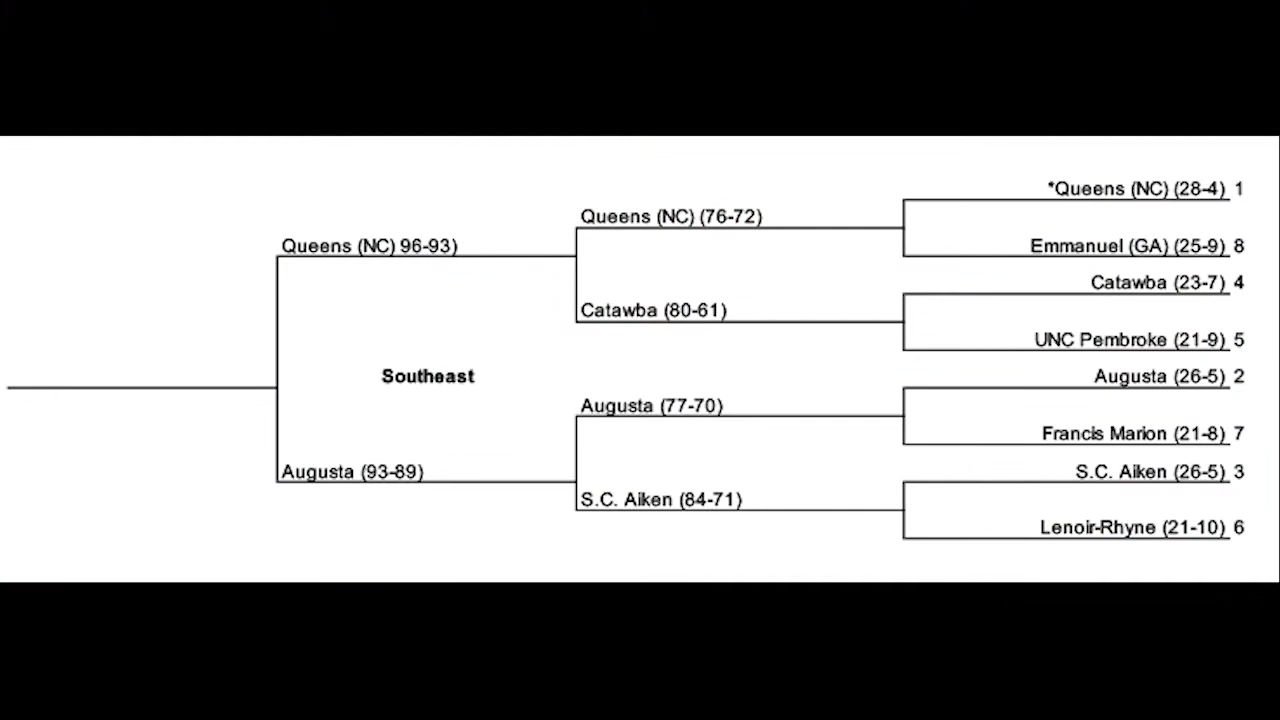 *Queens (NC) (28-4) 1
Queens (NC) (76-72)
Queens (NC) 96-93)
Emmanuel (GA) (25-9) 8
Catawba (23-7) 4
Catawba (80-61)
UNC Pembroke (21-9) 5
Southeast
Augusta (26-5) 2
Augusta (77-70)
Francis Marion (21-8) 7
Augusta (93-89)
S.C. Aiken (26-5) 3
S.C. Aiken (84-71)
Lenoir-Rhyne (21-10) 6